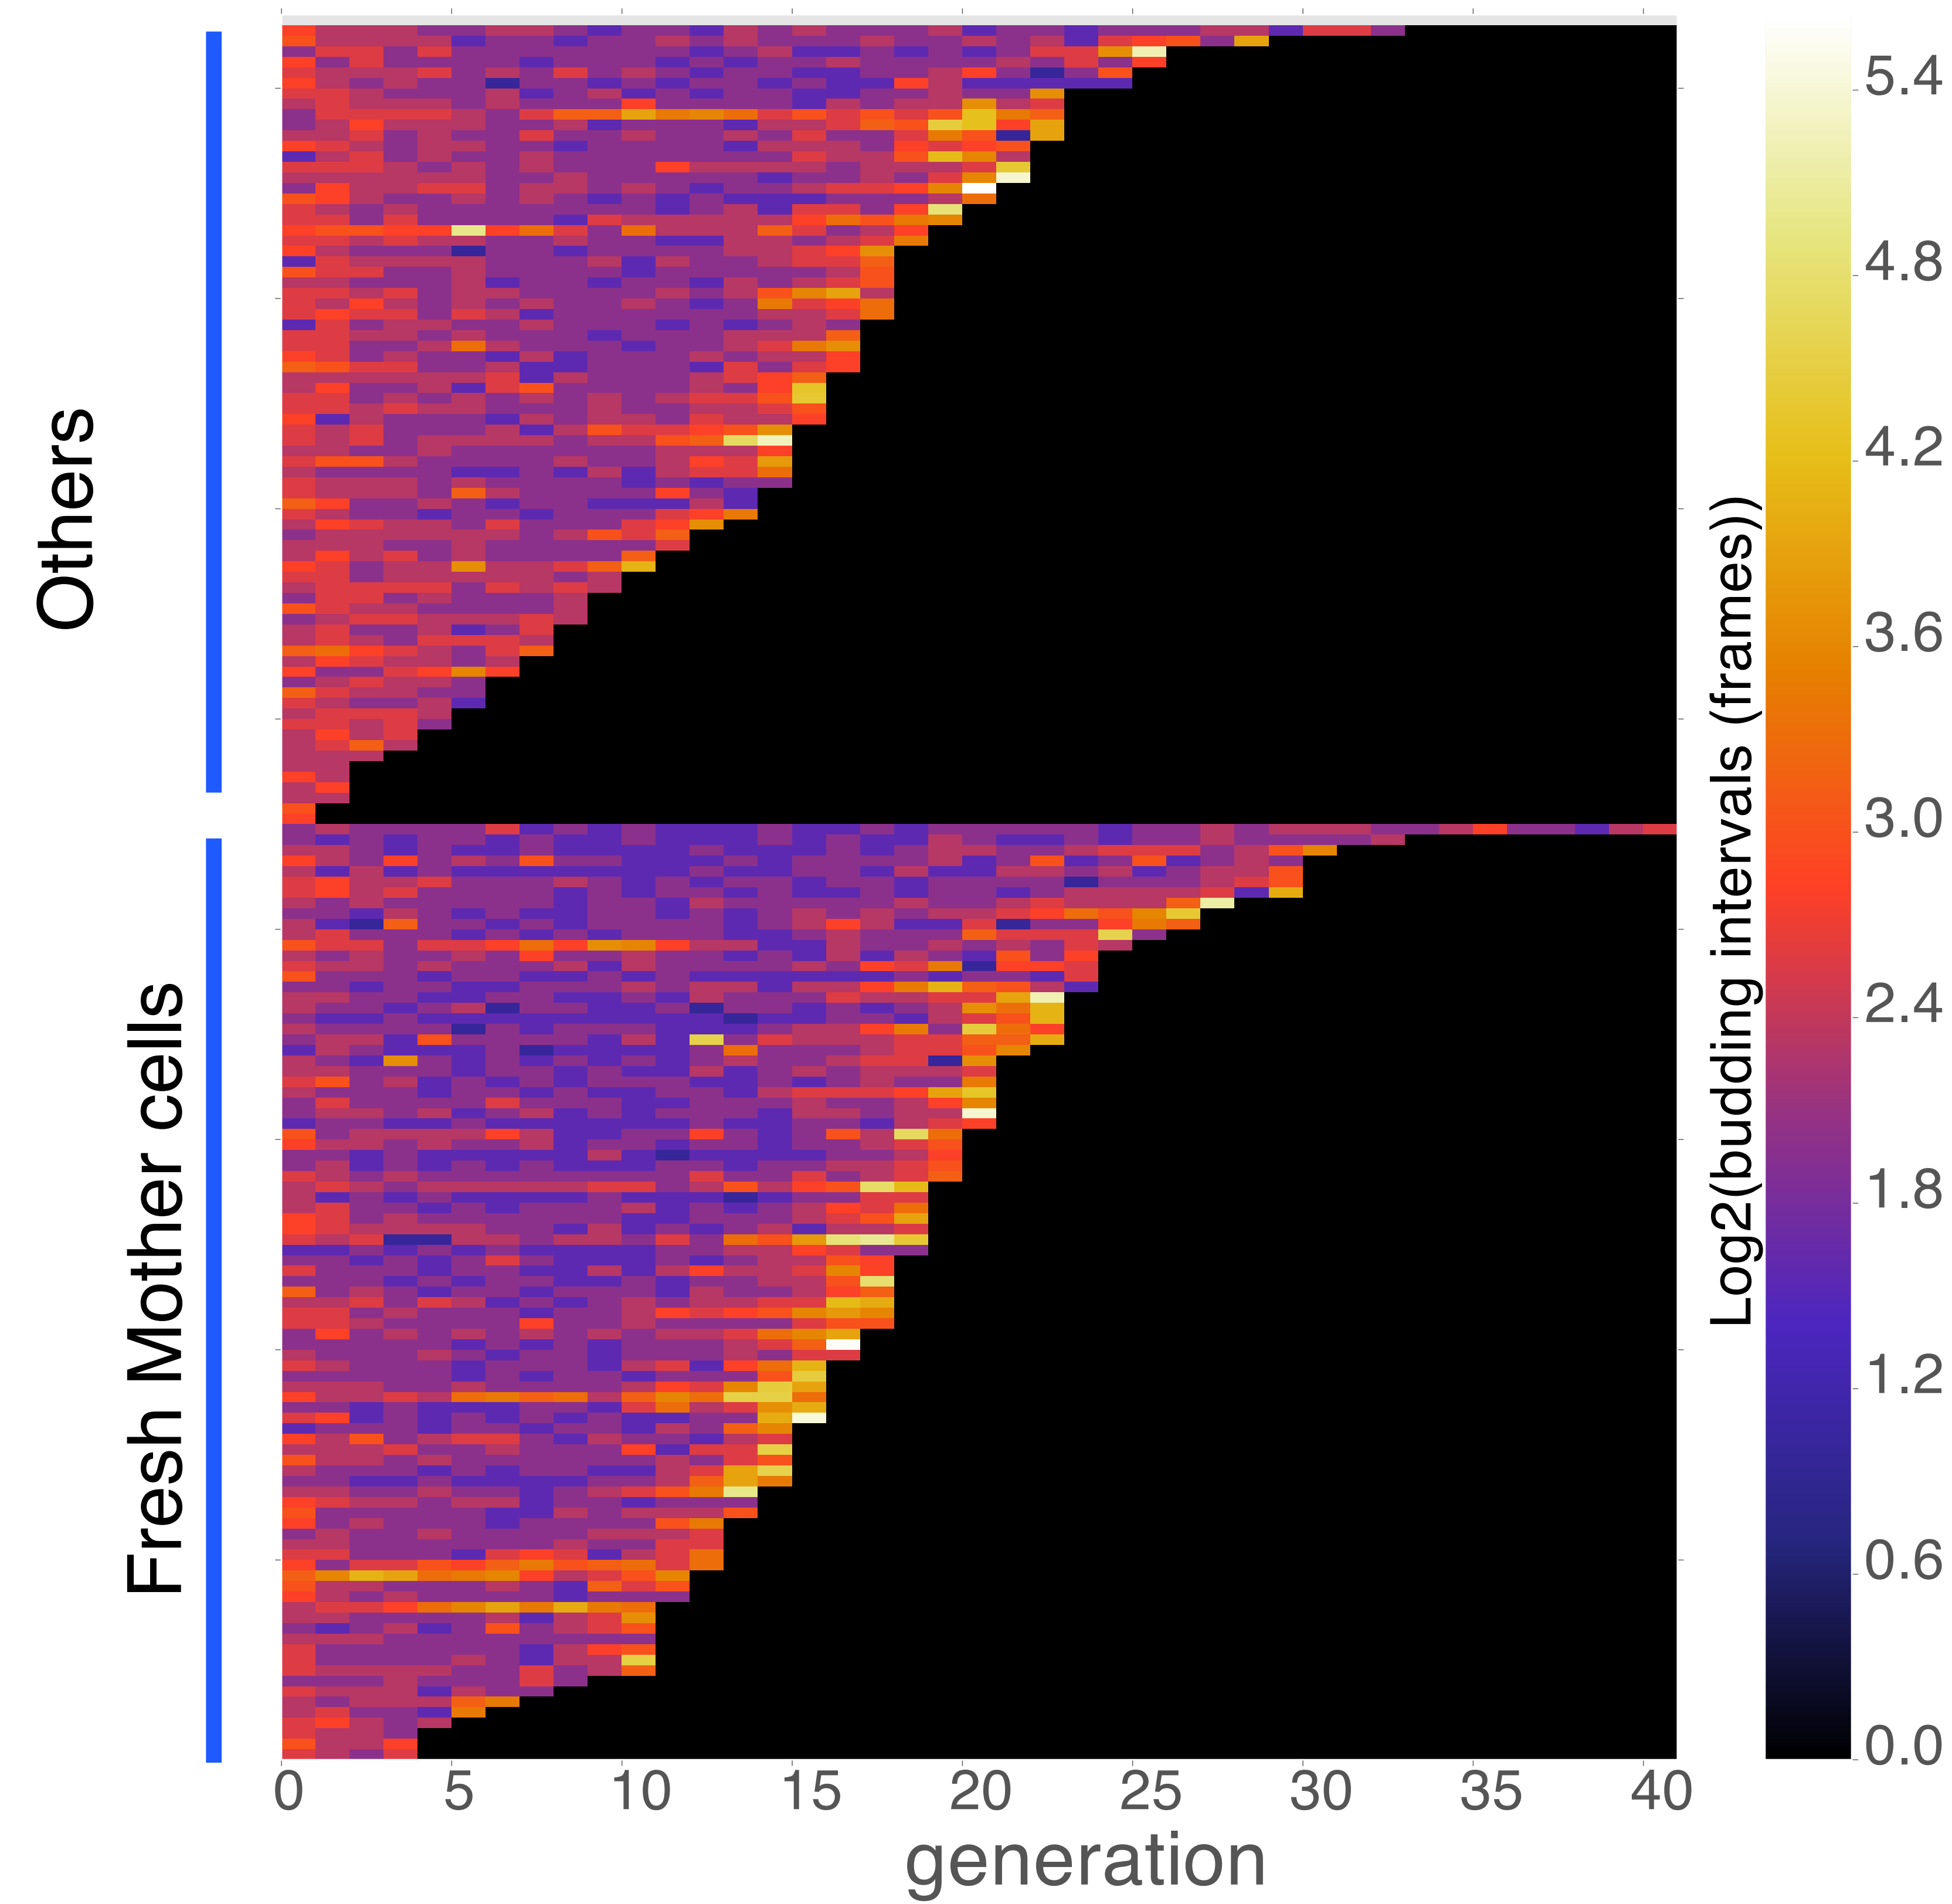 Others
Fresh Mother cells
0 5 10 15 20 25 30 35 40
generation
Log2(budding intervals (frames))
5.4
4.8
4.2
3.6
3.0
2.4
1.8
1.2
0.6
0.0